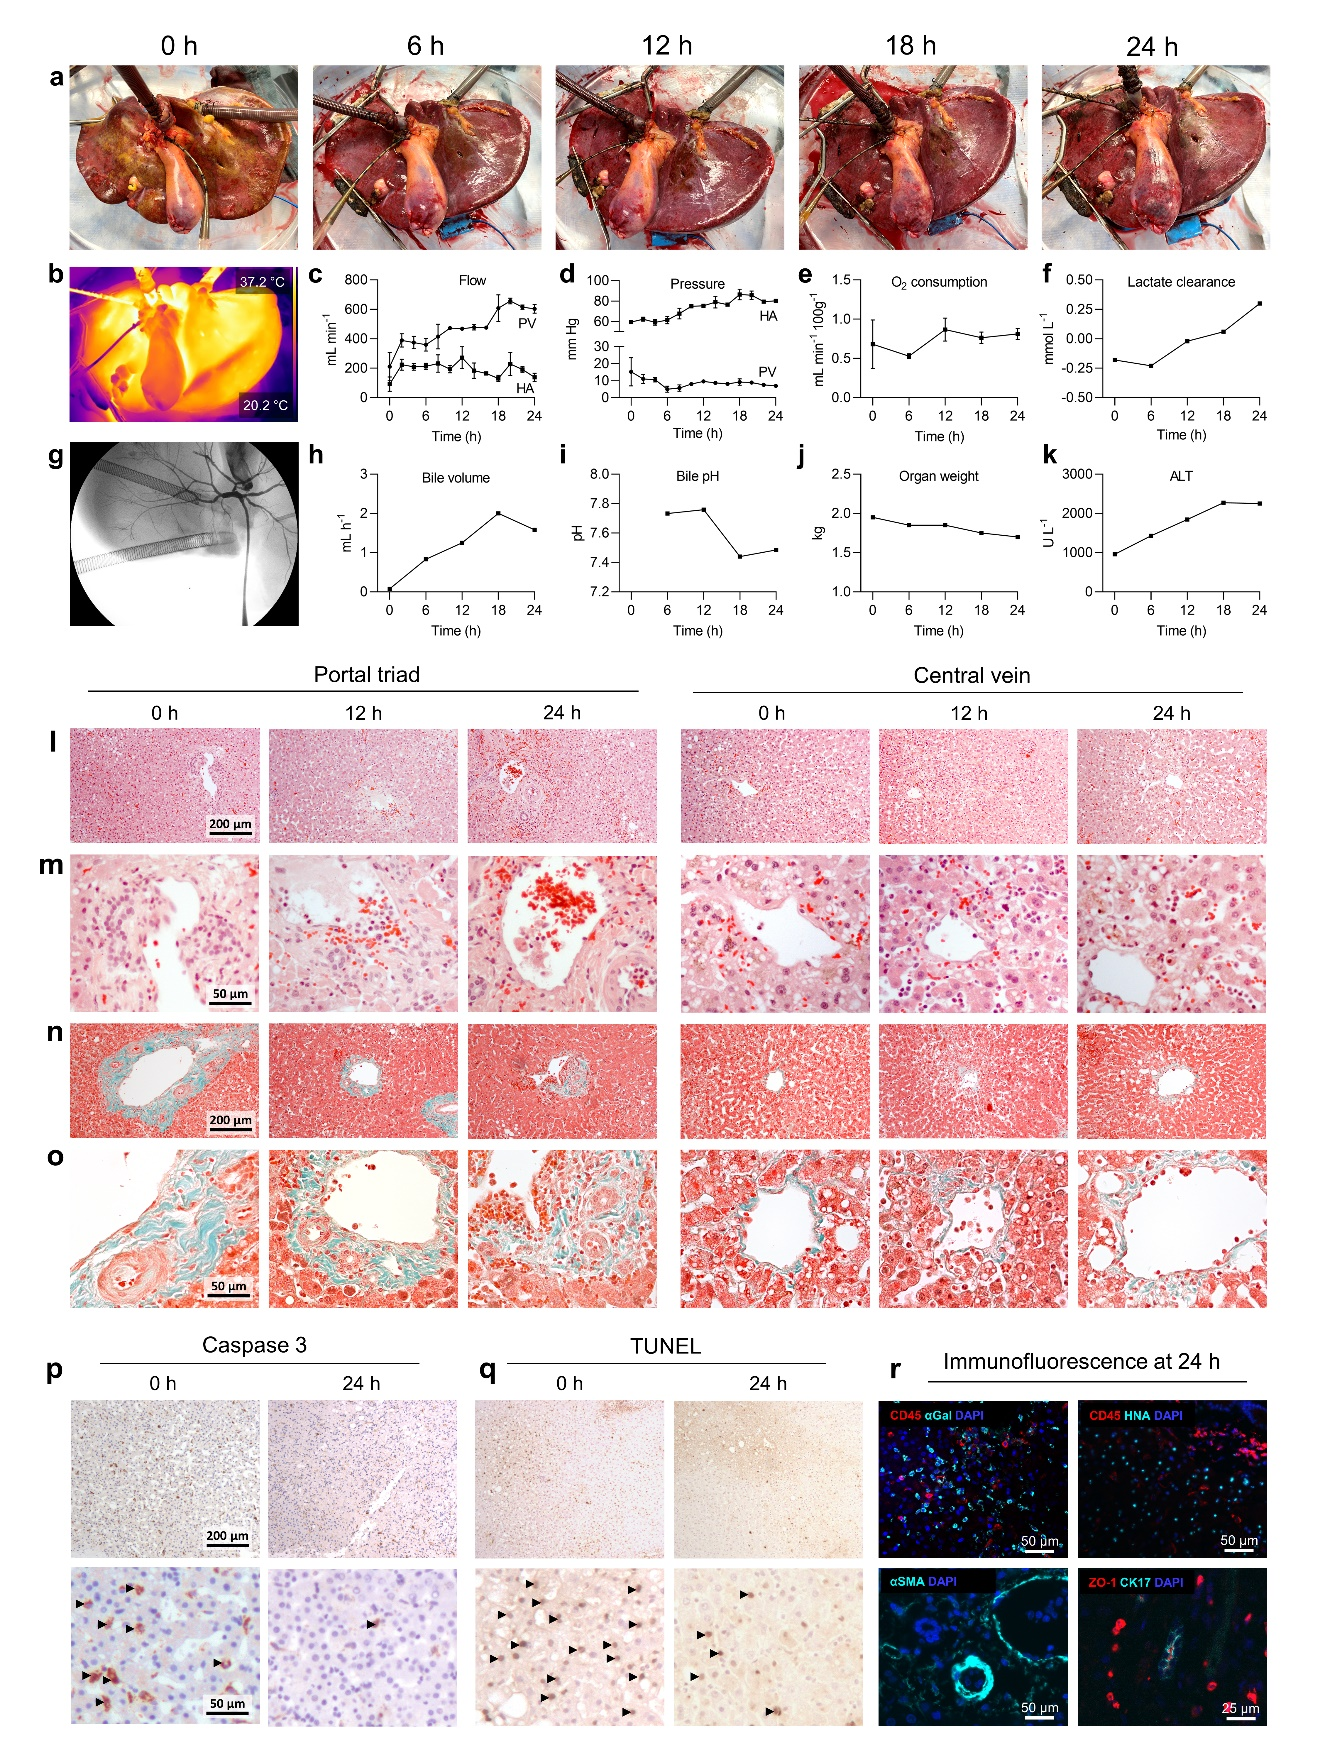 0 h 6 h 12 h 18 h 24 h
a
b
37.2 °C
20.2 °C
c
Flow
mL min-1
800
600
400
200
0
PV
HA
0 6 12 18 24
Time (h)
d
Pressure
mm Hg
100
80
60
30
20
10
0
HA
PV
0 6 12 18 24
Time (h)
e
O2 consumption
mL min-1 100g-1
1.5
1.0
0.5
0.0
0 6 12 18 24
Time (h)
f
Lactate clearance
mmol L-1
0.50
0.25
0.00
-0.25
-0.50
0 6 12 18 24
Time (h)
g
h
Bile volume
mL h-1
3
2
1
0
0 6 12 18 24
Time (h)
i
Bile pH
pH
8.0
7.8
7.6
7.4
7.2
0 6 12 18 24
Time (h)
j
Organ weight
kg
2.5
2.0
1.5
1.0
0 6 12 18 24
Time (h)
k
ALT
U L-1
3000
2000
1000
0
0 6 12 18 24
Time (h)
Portal triad Central vein
0 h 12 h 24 h 0 h 12 h 24 h
l
200 µm
m
50 µm
n
200 µm
o
50 µm
Caspase 3
p
0 h 24 h
200 µm
50 µm
TUNEL
q
0 h 24 h
r
Immunofluorescence at 24 h
CD45 αGal DAPI
50 µm
CD45 HNA DAPI
50 µm
αSMA DAPI
50 µm
ZO-1 CK17 DAPI
25 µm